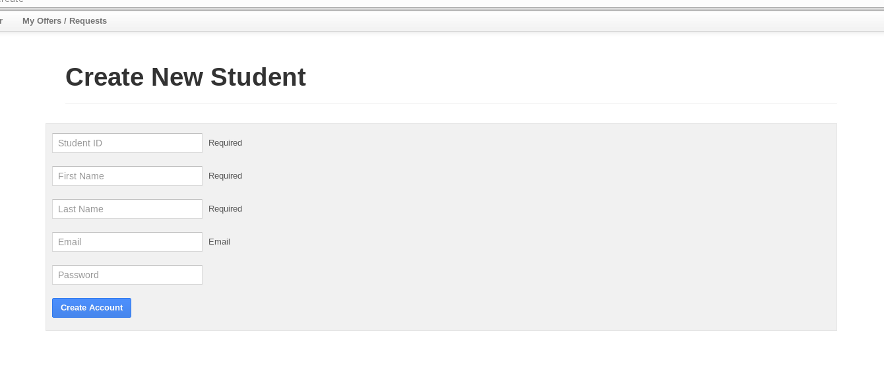 My Offers / Requests
Create New Student
Student ID Required
First Name Required
Last Name Required
Email Email
Password
Create Account